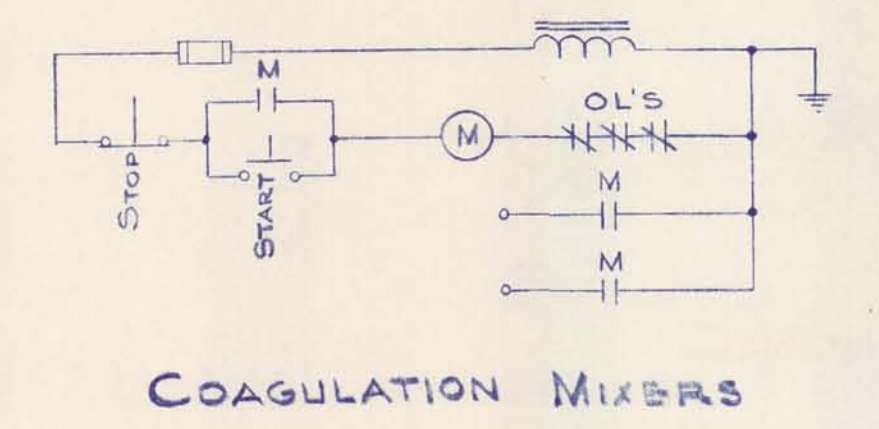 M
OL'S
M
STOP
START
M
M
COAGULATION MIXERS